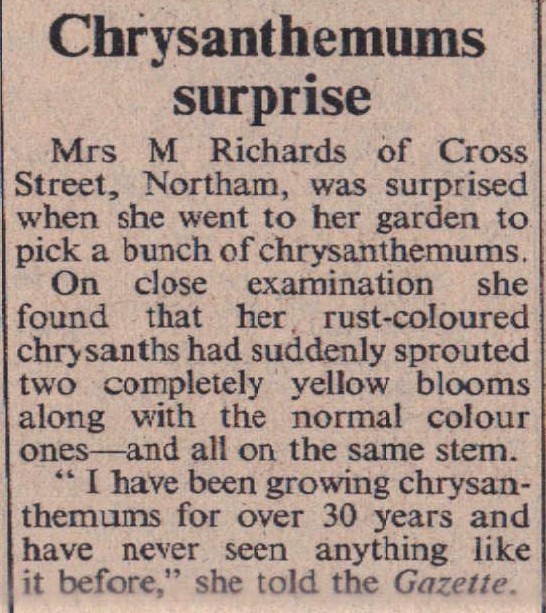 Chrysanthemums
surprise
Mrs M Richards of Cross
Street, Northam, was surprised
when she went to her garden to
pick a bunch of chrysanthemums.
On close examination she
found that her rust-coloured
chrysanths had suddenly sprouted
two completely yellow blooms
along with the normal colour
ones—and all on the same stem.
“ I have been growing chrysan-
themums for over 30 years and
have never seen anything like
it before,” she told the Gazette.